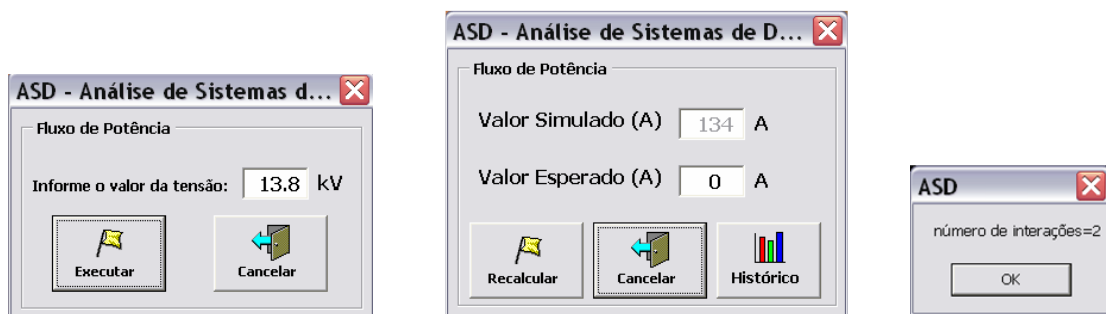 ASD - Análise de Sistemas d...
Fluxo de Potência
Informe o valor da tensão: 13.8 kV
Executar Cancelar
ASD - Análise de Sistemas de D...
Fluxo de Potência
Valor Simulado (A) 134 A
Valor Esperado (A) 0 A
Recalcular Cancelar Histórico
ASD
número de interações=2
OK